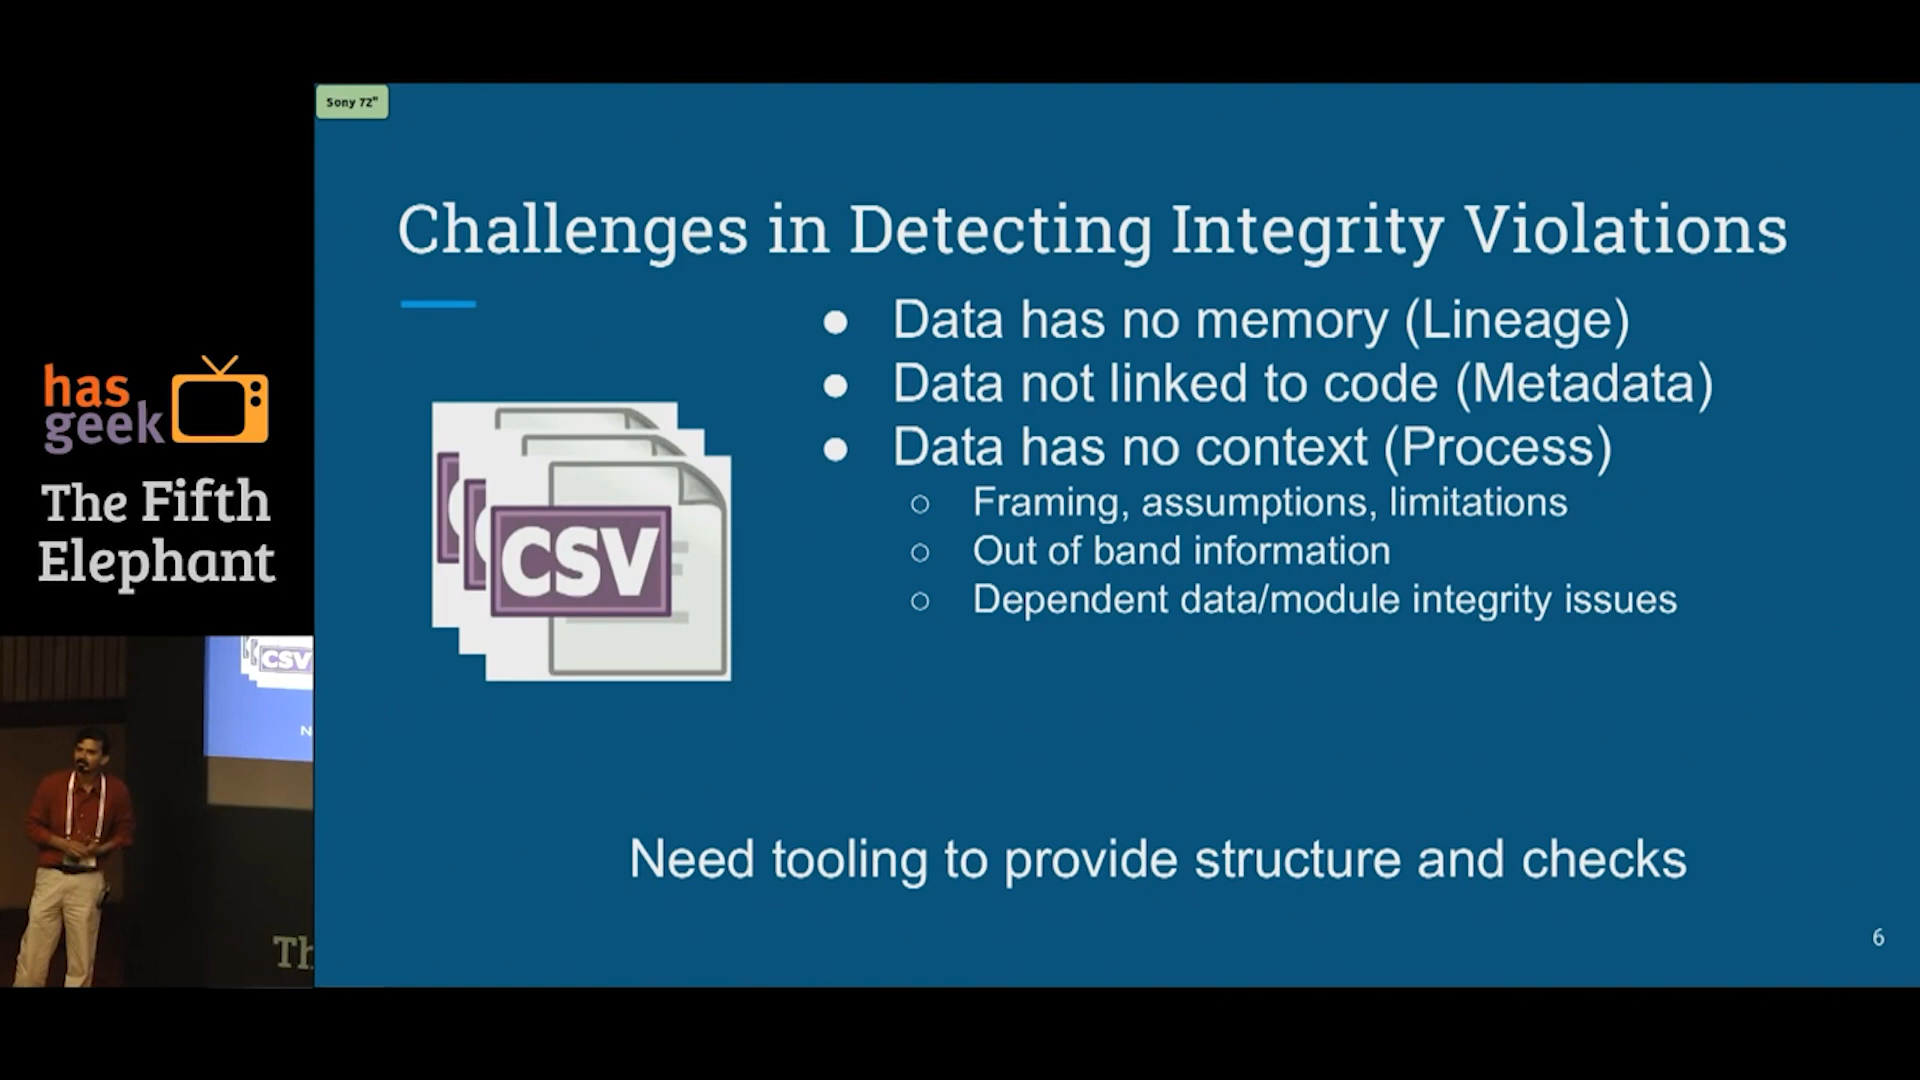 Sony 72"
Challenges in Detecting Integrity Violations
● Data has no memory (Lineage)
● Data not linked to code (Metadata)
● Data has no context (Process)
○ Framing, assumptions, limitations
○ Out of band information
○ Dependent data/module integrity issues
CSV
Need tooling to provide structure and checks
6
has
geek
The Fifth
Elephant
CSV
N
Th